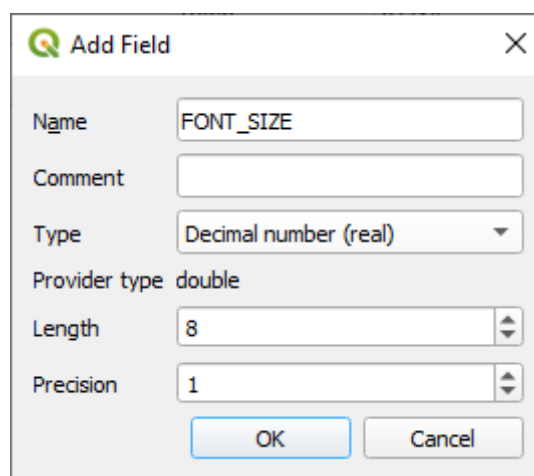 Add Field
Name FONT_SIZE
Comment
Type Decimal number (real)
Provider type double
Length 8
Precision 1
OK Cancel